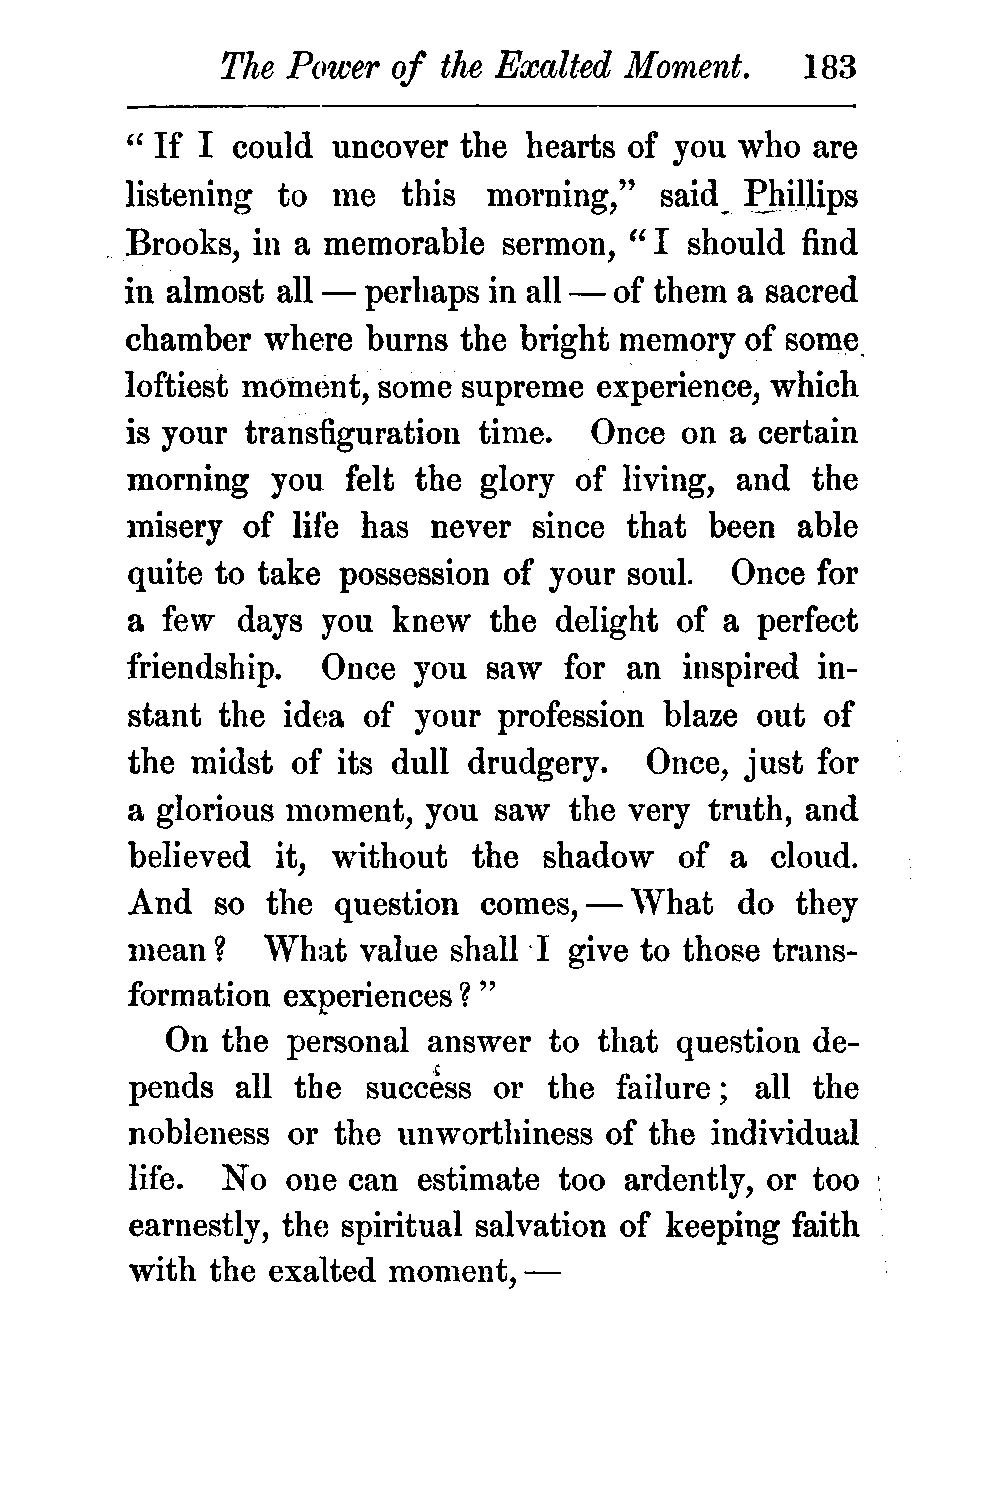 The Power of the Exalted Moment. 183
“ If I could uncover the hearts of you who are
listening to me this morning,” said Phillips
Brooks, in a memorable sermon, “ I should find
in almost all — perhaps in all — of them a sacred
chamber where burns the bright memory of some
loftiest moment, some supreme experience, which
is your transfiguration time. Once on a certain
morning you felt the glory of living, and the
misery of life has never since that been able
quite to take possession of your soul. Once for
a few days you knew the delight of a perfect
friendship. Once you saw for an inspired in-
stant the idea of your profession blaze out of
the midst of its dull drudgery. Once, just for
a glorious moment, you saw the very truth, and
believed it, without the shadow of a cloud.
And so the question comes, — What do they
mean ? What value shall I give to those trans-
formation experiences ? ”
On the personal answer to that question de-
pends all the success or the failure ; all the
nobleness or the unworthiness of the individual
life. No one can estimate too ardently, or too
earnestly, the spiritual salvation of keeping faith
with the exalted moment, —